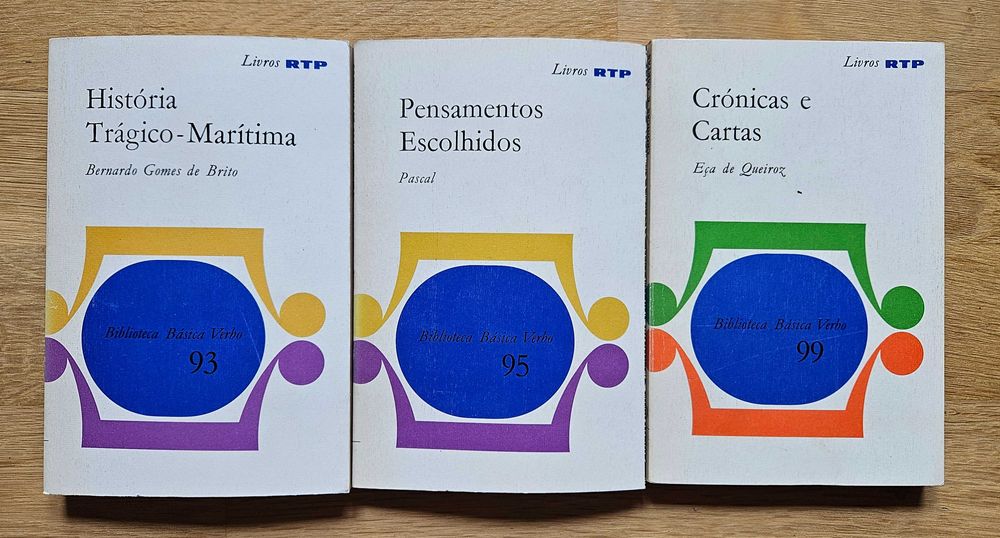 Livros RTP
História
Trágico-Marítima
Bernardo Gomes de Brito
Biblioteca Básica Verbo
93
Livros RTP
Pensamentos
Escolhidos
Pascal
Biblioteca Básica Verbo
95
Livros RTP
Crónicas e
Cartas
Eça de Queiroz
Biblioteca Básica Verbo
99